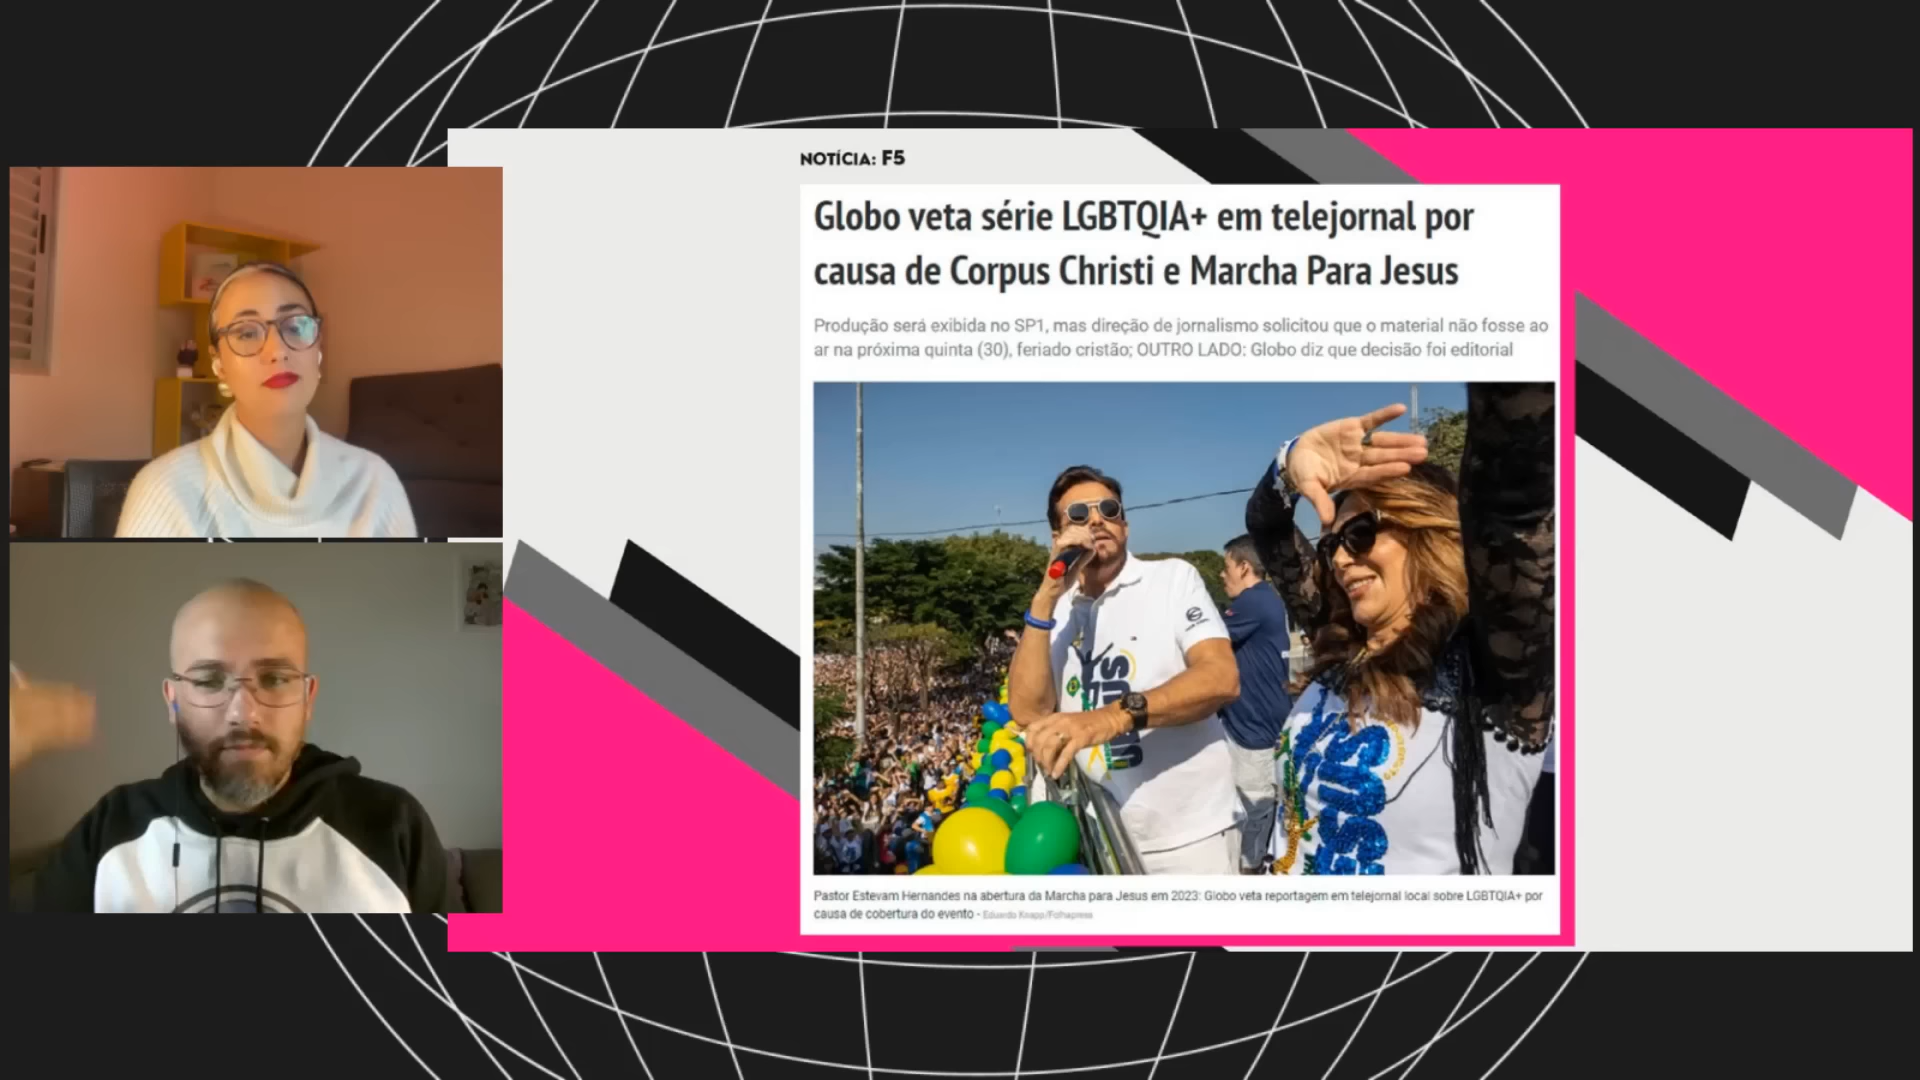 NOTÍCIA: F5
Globo veta série LGBTQIA+ em telejornal por
causa de Corpus Christi e Marcha Para Jesus
Produção será exibida no SP1, mas direção de jornalismo solicitou que o material não fosse ao
ar na próxima quinta (30), feriado cristão; OUTRO LADO: Globo diz que decisão foi editorial
Pastor Estevam Hernandes na abertura da Marcha para Jesus em 2023: Globo veta reportagem em telejornal local sobre LGBTQIA+ por
causa de cobertura do evento - Eduardo Knapp/Folhapress